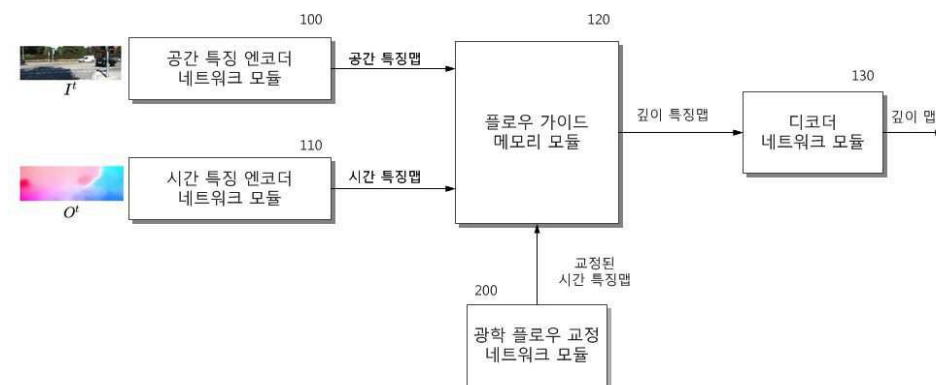 100
공간 특징 엔코더
네트워크 모듈
I^t
공간 특징맵
110
시간 특징 엔코더
네트워크 모듈
O^t
시간 특징맵
120
플로우 가이드
메모리 모듈
깊이 특징맵
130
디코더
네트워크 모듈
깊이 맵
교정된
시간 특징맵
200
광학 플로우 교정
네트워크 모듈